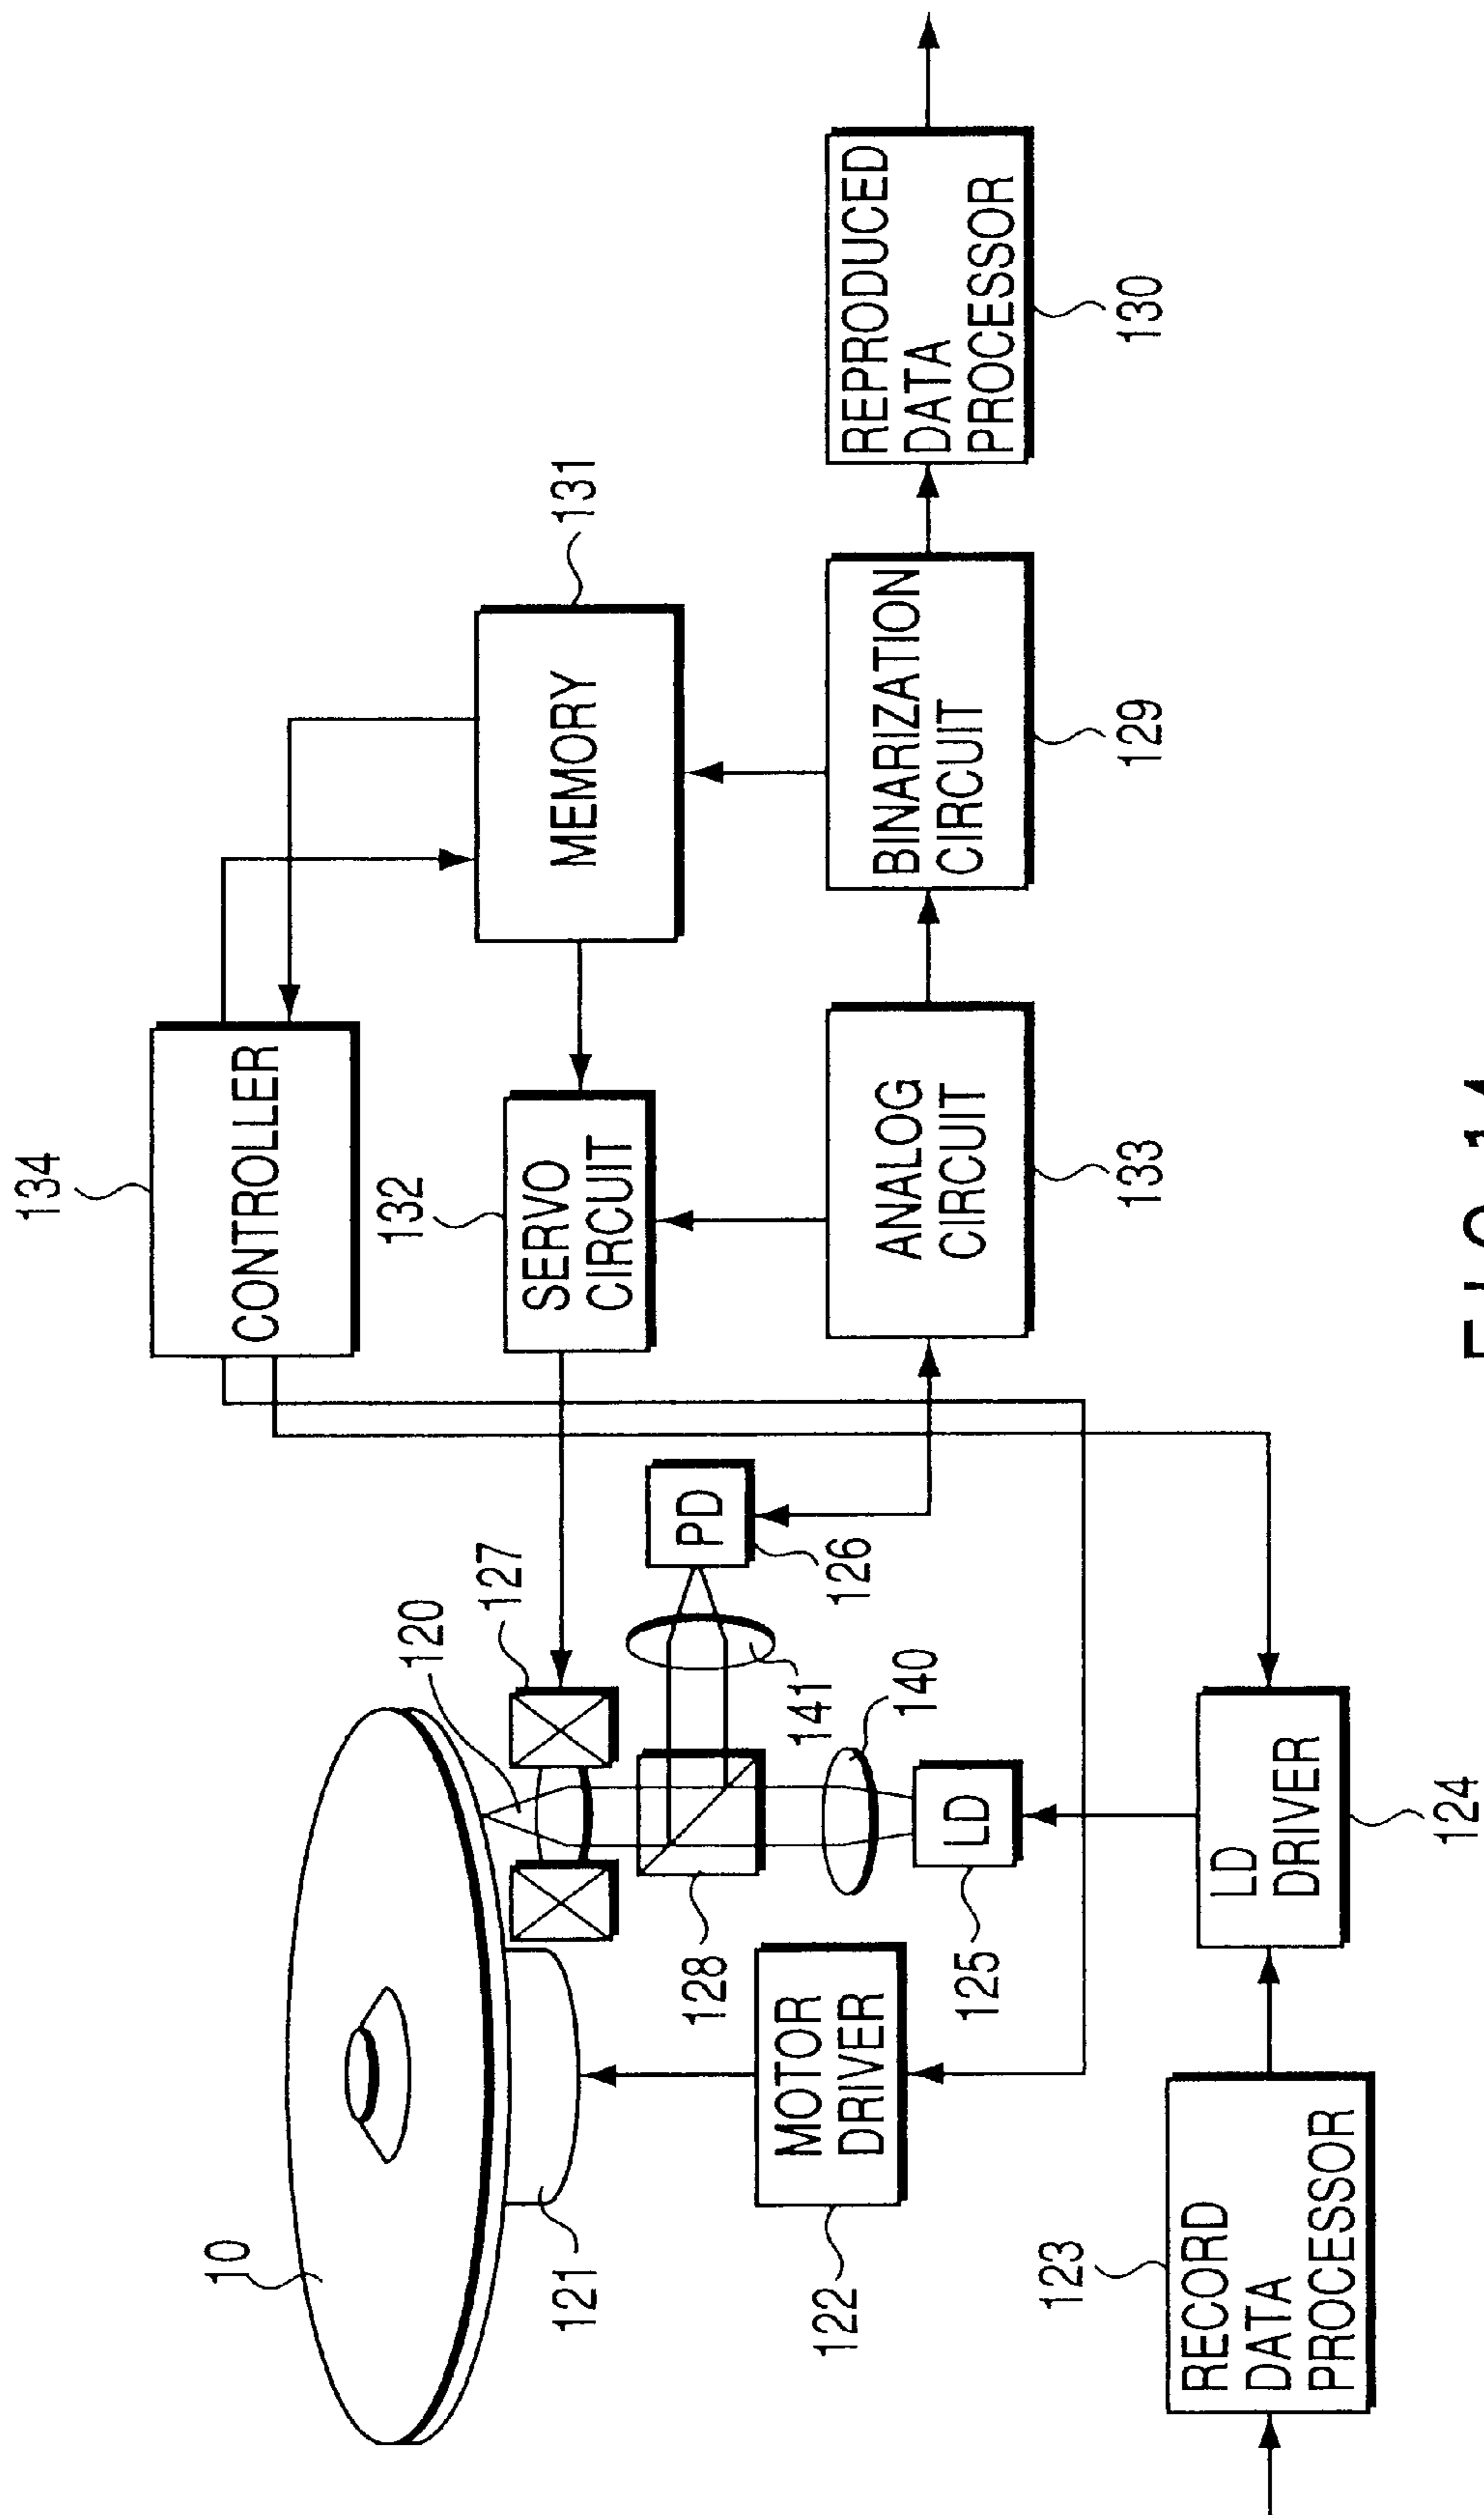 10
121
120
127
128
141
140
PD
126
LD
125
MOTOR
DRIVER
122
RECORD
DATA
PROCESSOR
123
LD
DRIVER
124
134
CONTROLLER
132
SERVO
CIRCUIT
ANALOG
CIRCUIT
133
131
MEMORY
BINARIZATION
CIRCUIT
129
REPRODUCED
DATA
PROCESSOR
130